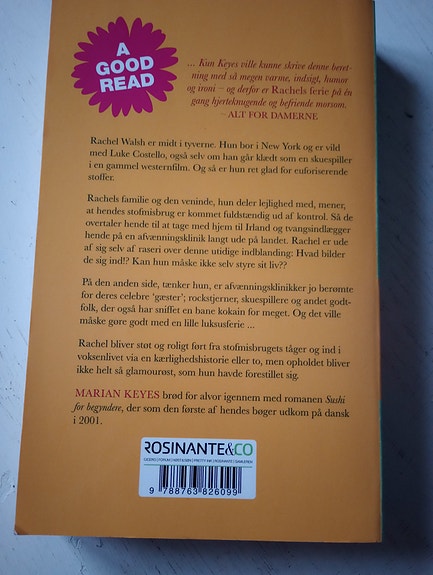 A
GOOD
READ
... Kun Keyes ville kunne skrive denne beret-
ning med så megen varme, indsigt, humor
og ironi – og derfor er Rachels ferie på én
gang hjerteknugende og befriende morsom.
– ALT FOR DAMERNE
Rachel Walsh er midt i tyverne. Hun bor i New York og er vild
med Luke Costello, også selv om han går klædt som en skuespiller
i en gammel westernfilm. Og så er hun ret glad for euforiserende
stoffer.
Rachels familie og den veninde, hun deler lejlighed med, mener,
at hendes stofmisbrug er kommet fuldstændig ud af kontrol. Så de
overtaler hende til at tage med hjem til Irland og tvangsindlægger
hende på en afvænningsklinik langt ude på landet. Rachel er ude
af sig selv af raseri over denne utidige indblanding: Hvad bilder
de sig ind!? Kan hun måske ikke selv styre sit liv??
På den anden side, tænker hun, er afvænningsklinikker jo berømte
for deres celebre 'gæster'; rockstjerner, skuespillere og andet godt-
folk, der også har sniffet en bane kokain for meget. Og det ville
måske gøre godt med en lille luksusferie ...
Rachel bliver støt og roligt ført fra stofmisbrugets tåger og ind i
voksenlivet via en kærlighedshistorie eller to, men opholdet bliver
ikke helt så glamourøst, som hun havde forestillet sig.
MARIAN KEYES brød for alvor igennem med romanen Sushi
for begyndere, der som den første af hendes bøger udkom på dansk
i 2001.
ROSINANTE&CO
9 788763 826099